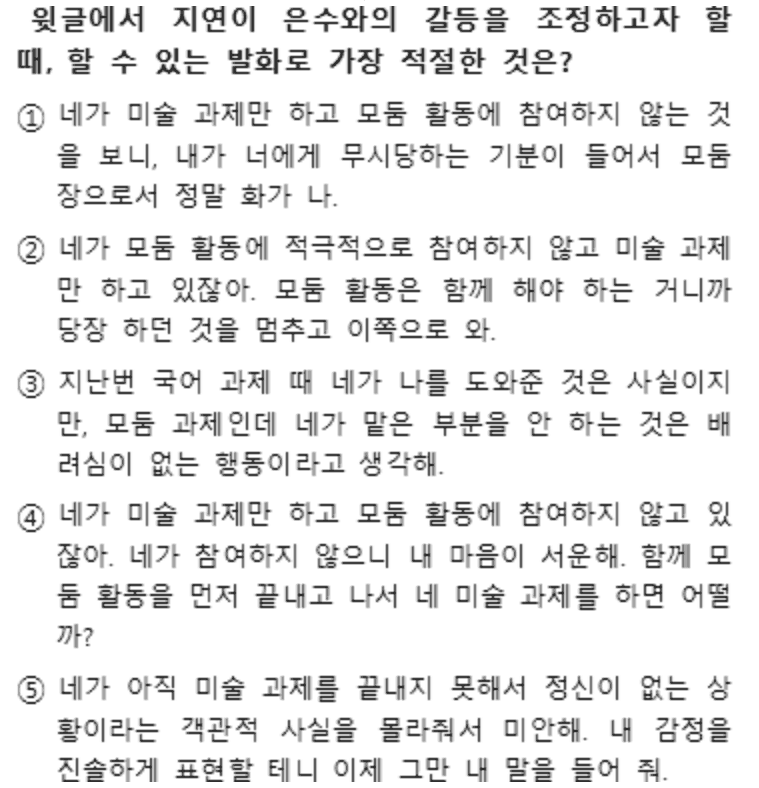 윗글에서 지연이 은수와의 갈등을 조정하고자 할
때, 할 수 있는 발화로 가장 적절한 것은?
① 네가 미술 과제만 하고 모둠 활동에 참여하지 않는 것
을 보니, 내가 너에게 무시당하는 기분이 들어서 모둠
장으로서 정말 화가 나.
② 네가 모둠 활동에 적극적으로 참여하지 않고 미술 과제
만 하고 있잖아. 모둠 활동은 함께 해야 하는 거니까
당장 하던 것을 멈추고 이쪽으로 와.
③ 지난번 국어 과제 때 네가 나를 도와준 것은 사실이지
만, 모둠 과제인데 네가 맡은 부분을 안 하는 것은 배
려심이 없는 행동이라고 생각해.
④ 네가 미술 과제만 하고 모둠 활동에 참여하지 않고 있
잖아. 네가 참여하지 않으니 내 마음이 서운해. 함께 모
둠 활동을 먼저 끝내고 나서 네 미술 과제를 하면 어떨
까?
⑤ 네가 아직 미술 과제를 끝내지 못해서 정신이 없는 상
황이라는 객관적 사실을 몰라줘서 미안해. 내 감정을
진솔하게 표현할 테니 이제 그만 내 말을 들어 줘.